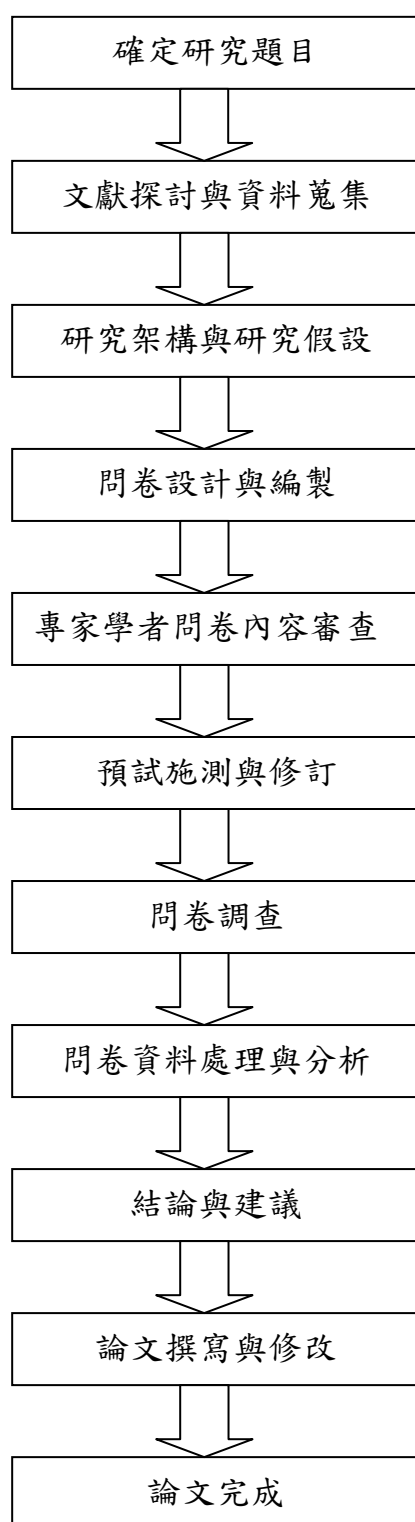 確定研究題目
文獻探討與資料蒐集
研究架構與研究假設
問卷設計與編製
專家學者問卷內容審查
預試施測與修訂
問卷調查
問卷資料處理與分析
結論與建議
論文撰寫與修改
論文完成